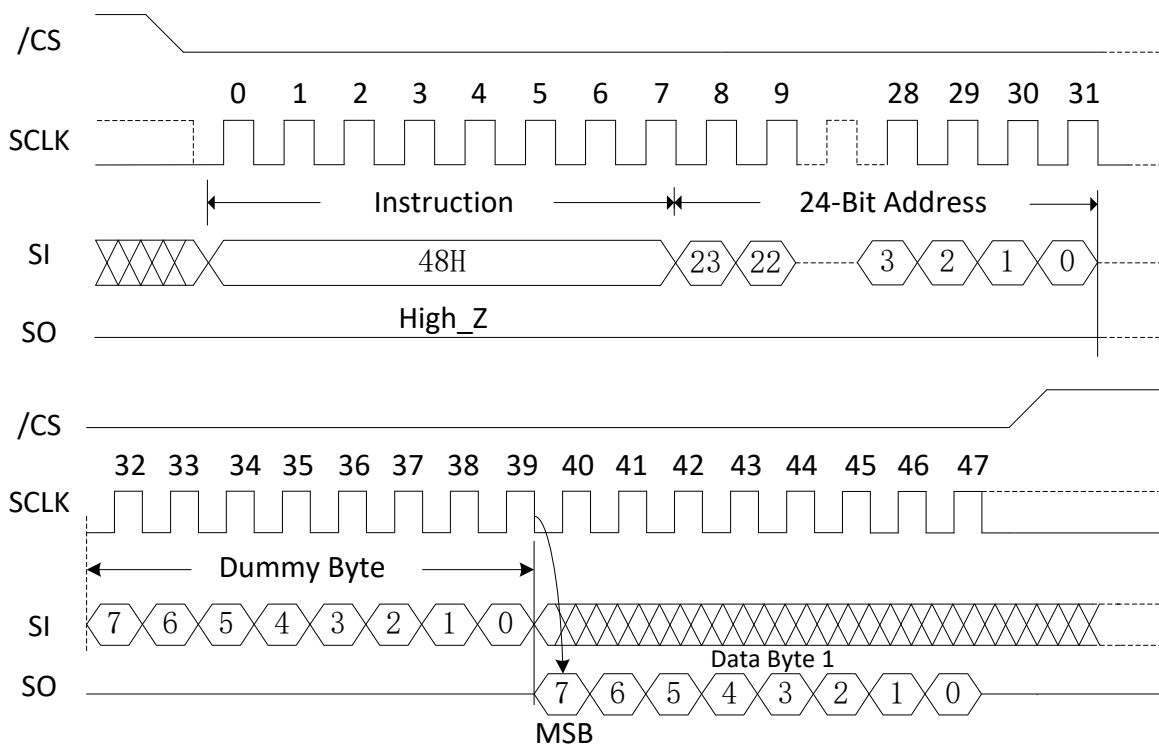 /CS
0 1 2 3 4 5 6 7 8 9 28 29 30 31
SCLK
Instruction 24-Bit Address
SI 48H 23 22 3 2 1 0
High_Z
SO
/CS
32 33 34 35 36 37 38 39 40 41 42 43 44 45 46 47
SCLK
Dummy Byte
SI 7 6 5 4 3 2 1 0
Data Byte 1
SO 7 6 5 4 3 2 1 0
MSB